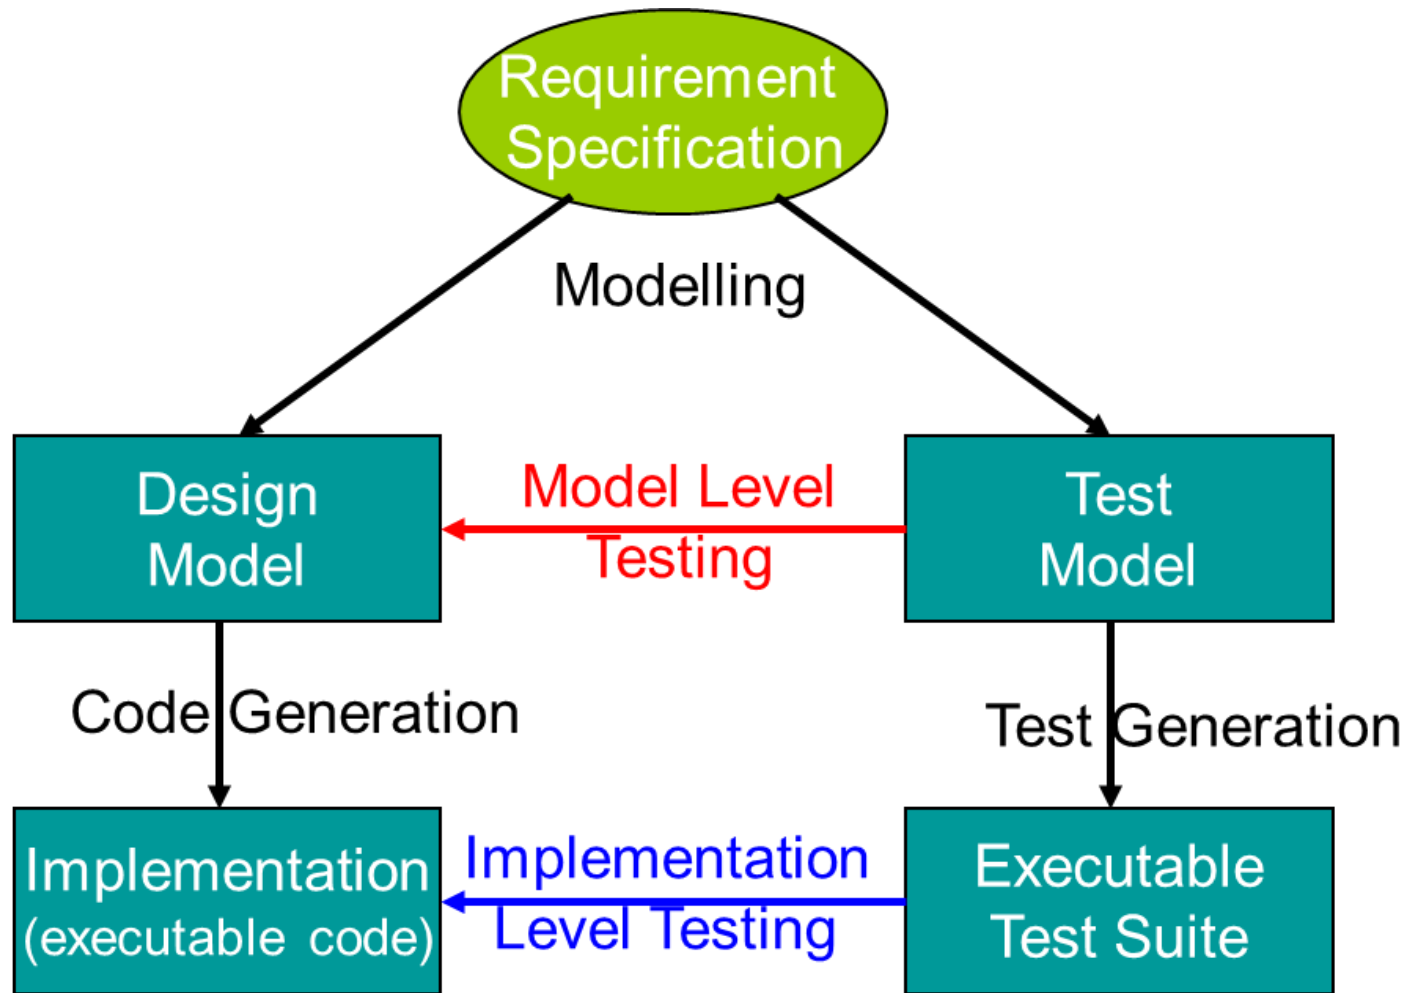 Requirement
Specification
Modelling
Design
Model
Model Level
Testing
Test
Model
Code Generation
Test Generation
Implementation
(executable code)
Implementation
Level Testing
Executable
Test Suite